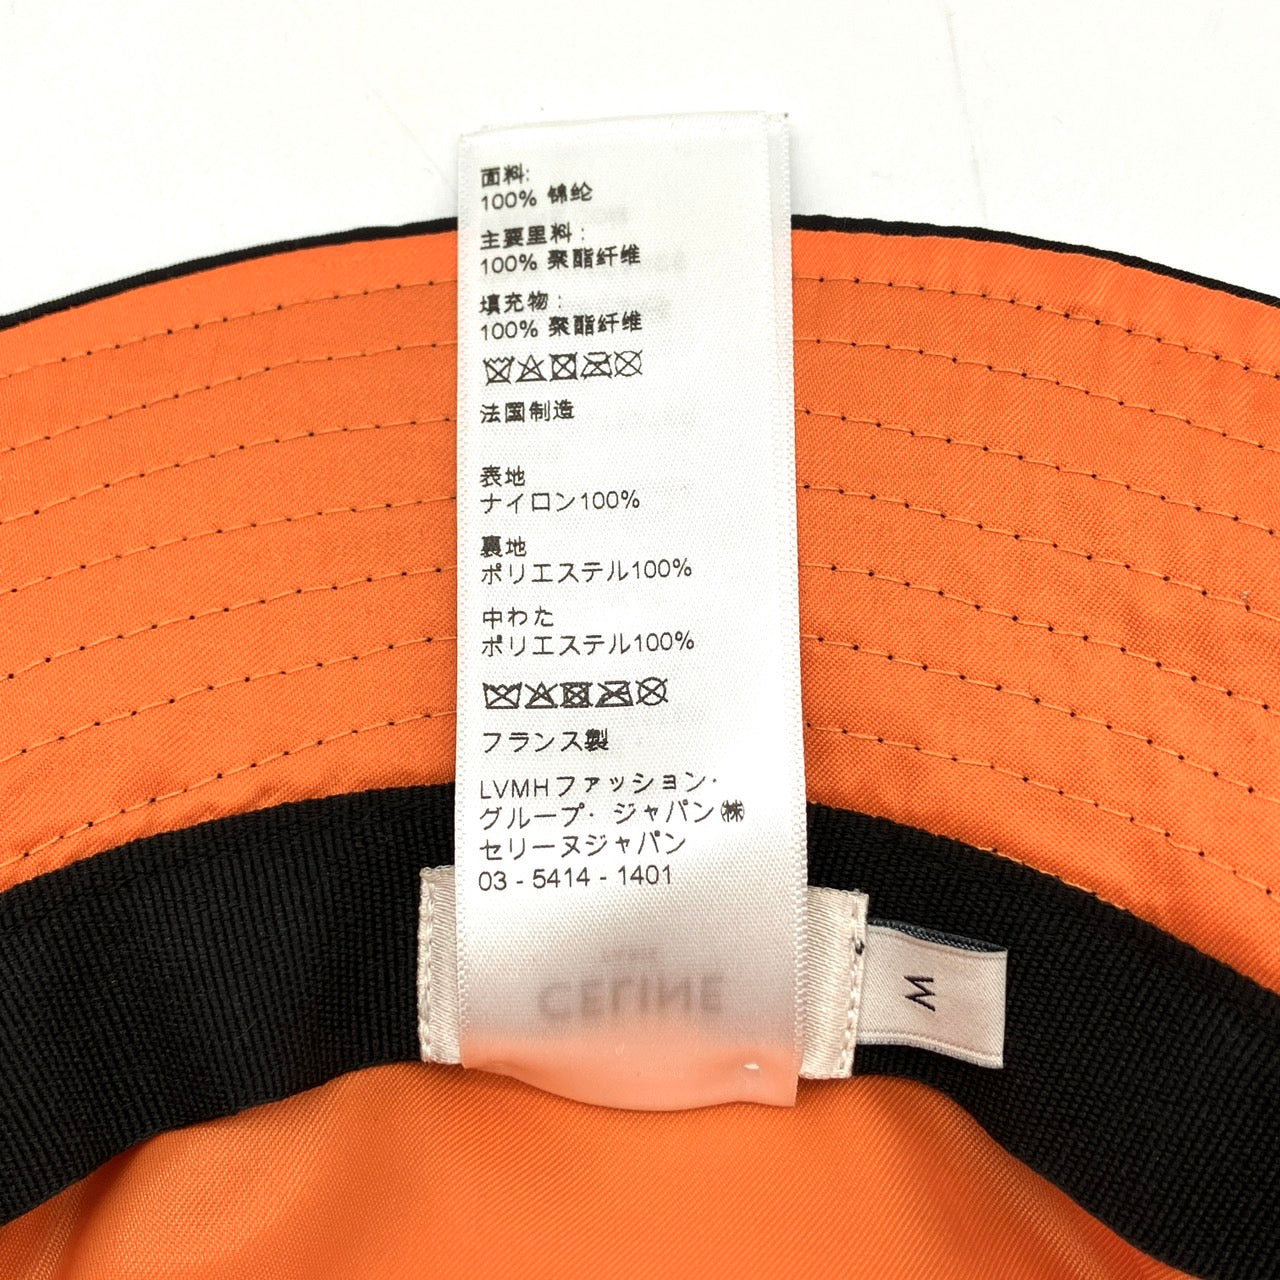 面料:
100% 锦纶
主要里料 :
100% 聚酯纤维
填充物 :
100% 聚酯纤维
法国制造
表地
ナイロン100%
裏地
ポリエステル100%
中わた
ポリエステル100%
フランス製
LVMHファッション・
グループ・ジャパン㈱
セリーヌジャパン
03 - 5414 - 1401
CELINE
M